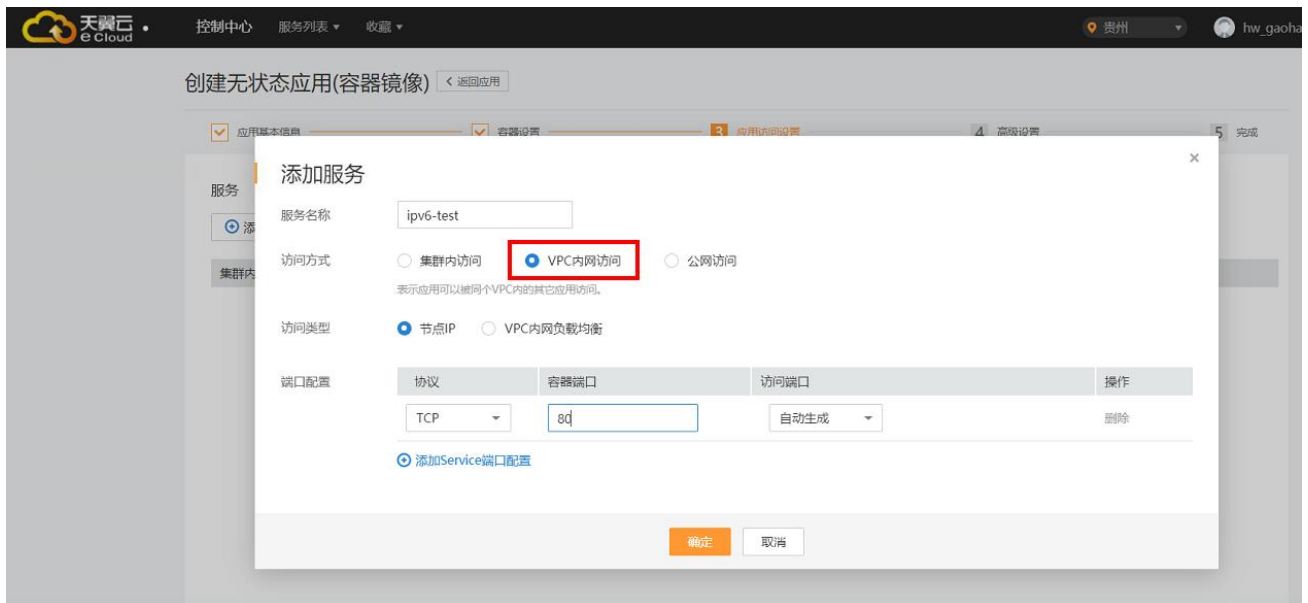 天翼云
e Cloud
控制中心 服务列表 收藏 贵州 hw_gaoha
创建无状态应用(容器镜像) < 返回应用
应用基本信息 容器设置 3 应用访问设置 4 高级设置 5 完成
服务
添
集群内
添加服务 ×
服务名称 ipv6-test
访问方式 集群内访问 VPC内网访问 公网访问
表示应用可以被同个VPC内的其它应用访问。
访问类型 节点IP VPC内网负载均衡
端口配置 协议 容器端口 访问端口 操作
TCP 80 自动生成 删除
添加Service端口配置
确定 取消